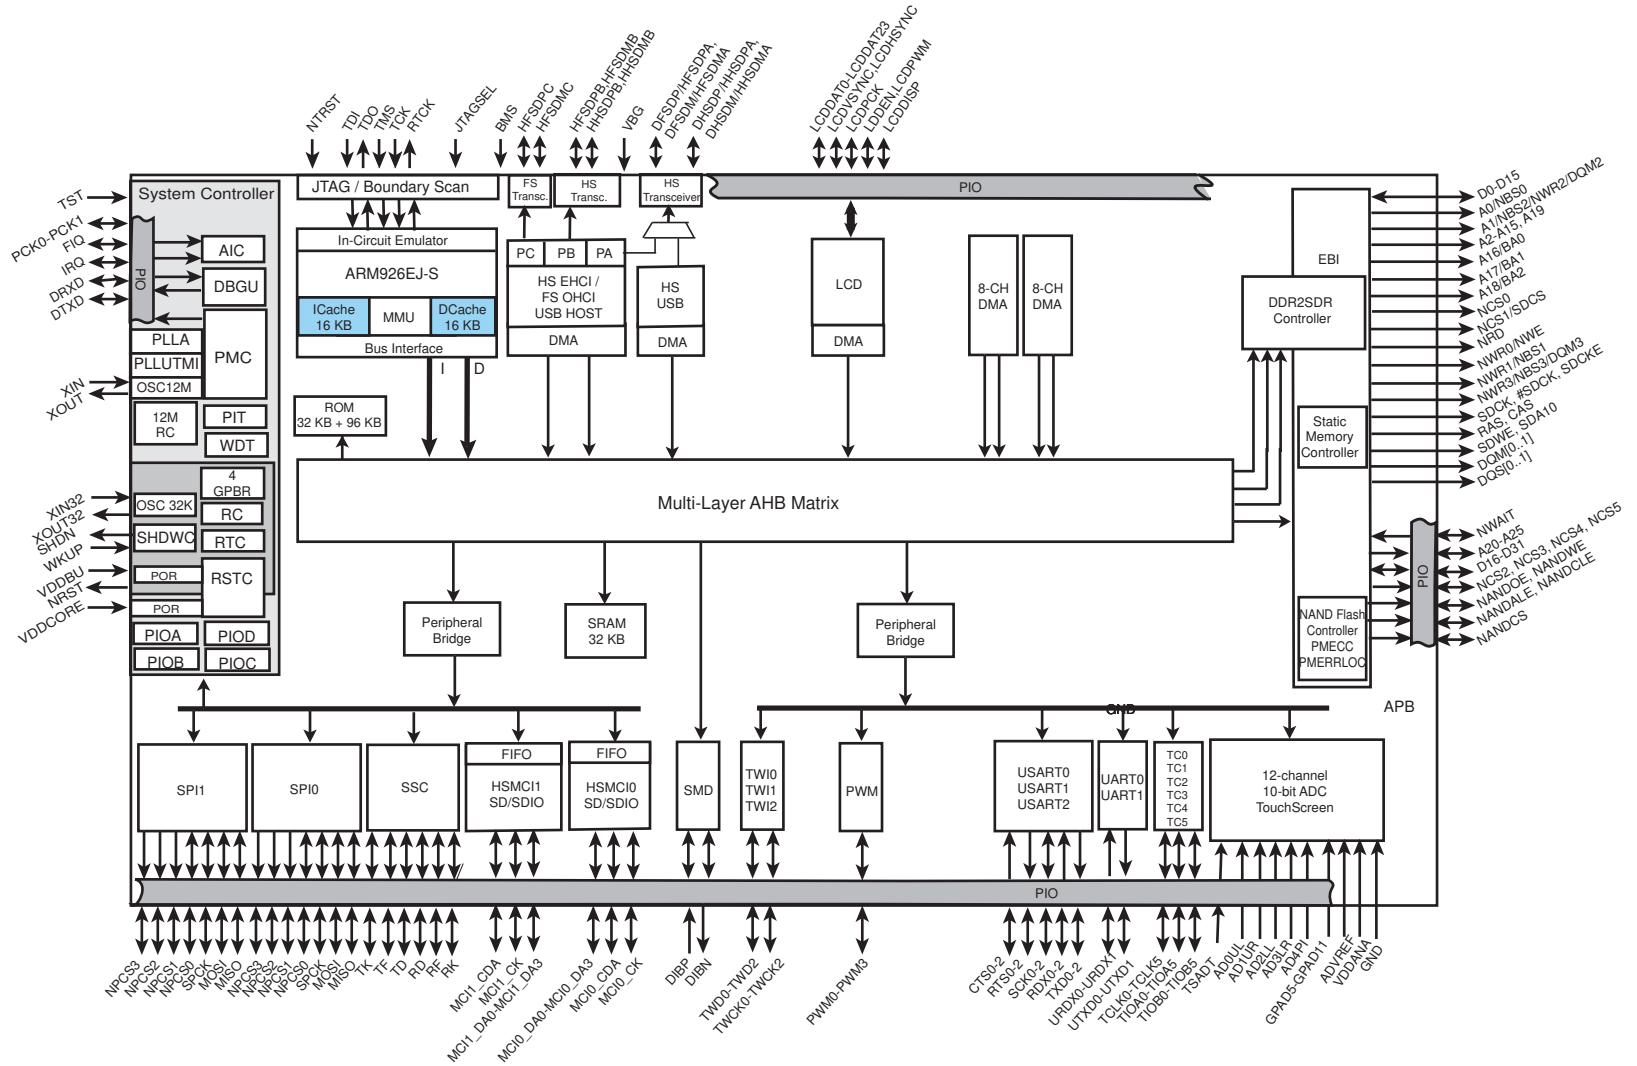 NTRST
TDI
TDO
TMS
TCK
RTCK
JTAGSEL
BMS
HFSDPC
HFSDMC
HFSDPB,HFSDMB
HHSDPB,HHSDMB
VBG
DFSDP/HFSDPA,
DFSDM/HFSDMA
DHSDP/HHSDPA,
DHSDM/HHSDMA
LCDDAT0-LCDDAT23
LCDVSYNC,LCDHSYNC
LCDPCK
LDDEN,LCDPWM
LCDDISP
TST
PCK0-PCK1
FIQ
IRQ
DRXD
DTXD
XIN
XOUT
XIN32
XOUT32
SHDN
WKUP
VDDBU
NRST
VDDCORE
System Controller
PIO
AIC
DBGU
PLLA
PLLUTMI
OSC12M
PMC
12M
RC
PIT
WDT
4
GPBR
OSC 32K
RC
SHDWC
RTC
POR
RSTC
POR
PIOA
PIOD
PIOB
PIOC
JTAG / Boundary Scan
In-Circuit Emulator
ARM926EJ-S
ICache
16 KB
MMU
DCache
16 KB
Bus Interface
I
D
ROM
32 KB + 96 KB
FS
Transc.
HS
Transc.
HS
Transceiver
PC
PB
PA
HS EHCI /
FS OHCI
USB HOST
DMA
HS
USB
DMA
PIO
LCD
DMA
8-CH
DMA
8-CH
DMA
EBI
DDR2SDR
Controller
Static
Memory
Controller
NAND Flash
Controller
PMECC
PMERRLOC
PIO
D0-D15
A0/NBS0
A1/NBS2/NWR2/DQM2
A2-A15, A19
A16/BA0
A17/BA1
A18/BA2
NCS0
NCS1/SDCS
NRD
NWR0/NWE
NWR1/NBS1
NWR3/NBS3/DQM3
SDCK, #SDCK, SDCKE
RAS, CAS
SDWE, SDA10
DQM[0..1]
DQS[0..1]
NWAIT
A20-A25
D16-D31
NCS2, NCS3, NCS4, NCS5
NANDOE, NANDWE
NANDALE, NANDCLE
NANDCS
Multi-Layer AHB Matrix
Peripheral
Bridge
SRAM
32 KB
Peripheral
Bridge
APB
SPI1
SPI0
SSC
FIFO
HSMCI1
SD/SDIO
FIFO
HSMCI0
SD/SDIO
SMD
TWI0
TWI1
TWI2
PWM
USART0
USART1
USART2
UART0
UART1
TC0
TC1
TC2
TC3
TC4
TC5
12-channel
10-bit ADC
TouchScreen
PIO
NPCS3
NPCS2
NPCS1
NPCS0
SPCK
MOSI
MISO
NPCS3
NPCS2
NPCS1
NPCS0
SPCK
MOSI
MISO
TK
TF
TD
RD
RF
RK
MCI1_CDA
MCI1_CK
MCI1_DA0-MCI1_DA3
MCI0_DA0-MCI0_DA3
MCI0_CDA
MCI0_CK
DIBP
DIBN
TWD0-TWD2
TWCK0-TWCK2
PWM0-PWM3
CTS0-2
RTS0-2
SCK0-2
RDX0-2
TXD0-2
URDX0-URDX1
UTXD0-UTXD1
TCLK0-TCLK5
TIOA0-TIOA5
TIOB0-TIOB5
TSADT
AD0UL
AD1UR
AD2LL
AD3LR
AD4PI
GPAD5-GPAD11
ADVREF
VDDANA
GND